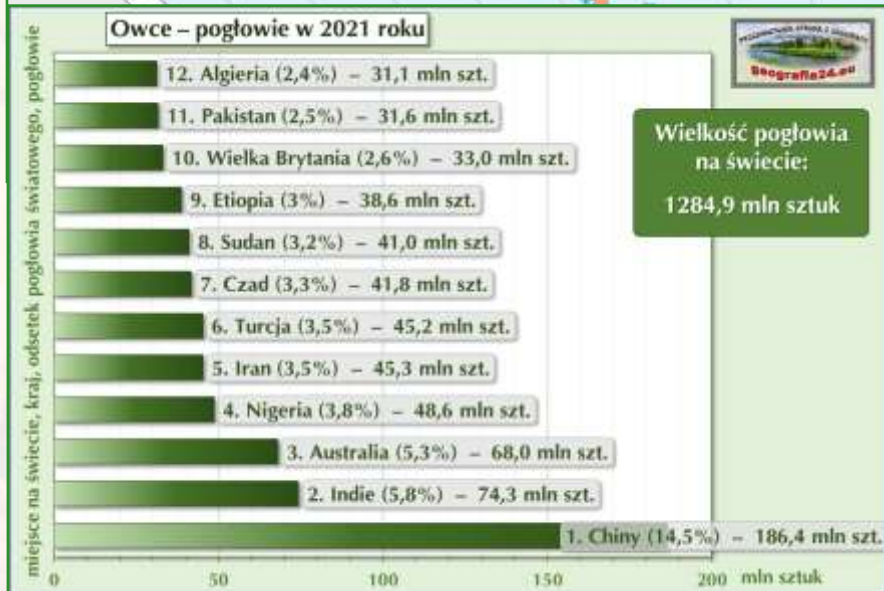 Owce – pogłowie w 2021 roku
geografia24.eu
12. Algieria (2,4%) – 31,1 mln szt.
11. Pakistan (2,5%) – 31,6 mln szt.
10. Wielka Brytania (2,6%) – 33,0 mln szt.
9. Etiopia (3%) – 38,6 mln szt.
8. Sudan (3,2%) – 41,0 mln szt.
7. Czad (3,3%) – 41,8 mln szt.
6. Turcja (3,5%) – 45,2 mln szt.
5. Iran (3,5%) – 45,3 mln szt.
4. Nigeria (3,8%) – 48,6 mln szt.
3. Australia (5,3%) – 68,0 mln szt.
2. Indie (5,8%) – 74,3 mln szt.
1. Chiny (14,5%) – 186,4 mln szt.
Wielkość pogłowia
na świecie:
1284,9 mln sztuk
miejsce na świecie, kraj, odsetek pogłowia światowego, pogłowie
0 50 100 150 200 mln sztuk